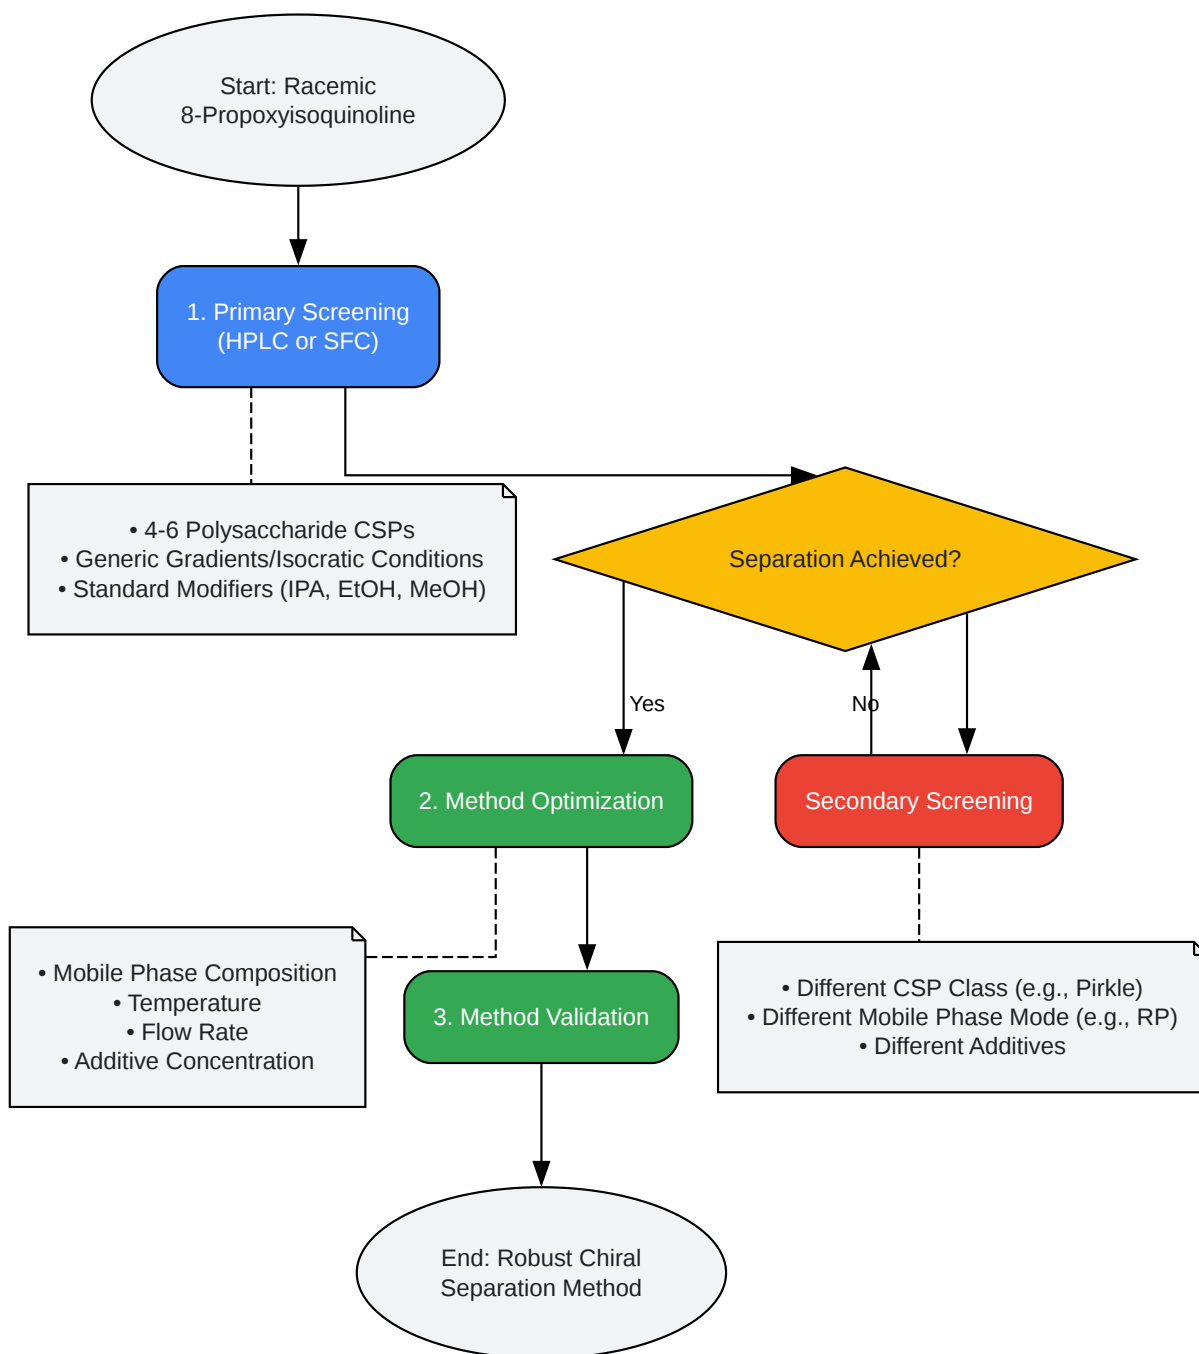 Start: Racemic
8-Propoxyisoquinoline
1. Primary Screening
(HPLC or SFC)
• 4-6 Polysaccharide CSPs
• Generic Gradients/Isocratic Conditions
• Standard Modifiers (IPA, EtOH, MeOH)
Separation Achieved?
Yes
No
2. Method Optimization
Secondary Screening
• Mobile Phase Composition
• Temperature
• Flow Rate
• Additive Concentration
3. Method Validation
• Different CSP Class (e.g., Pirkle)
• Different Mobile Phase Mode (e.g., RP)
• Different Additives
End: Robust Chiral
Separation Method